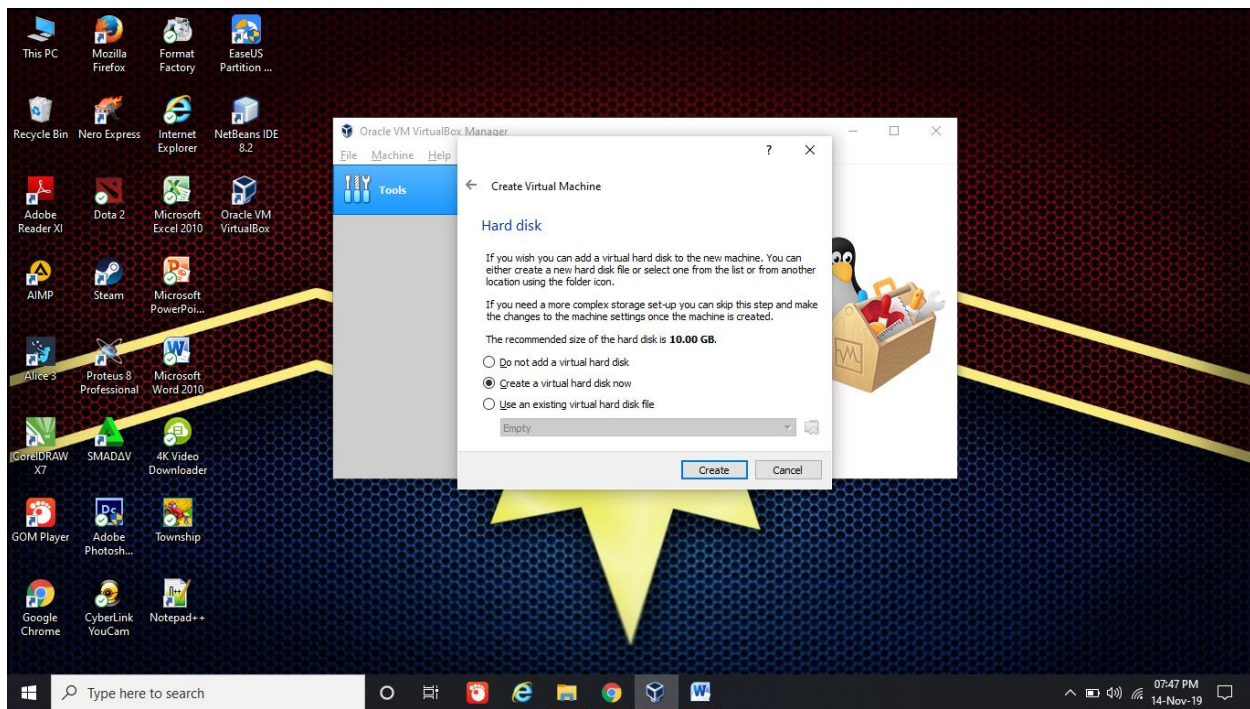 This PC
Mozilla
Firefox
Format
Factory
EaseUS
Partition ...
Recycle Bin
Nero Express
Internet
Explorer
NetBeans IDE
8.2
Adobe
Reader XI
Dota 2
Microsoft
Excel 2010
Oracle VM
VirtualBox
AIMP
Steam
Microsoft
PowerPoi...
Alice 3
Proteus 8
Professional
Microsoft
Word 2010
CorelDRAW
X7
SMADΔV
4K Video
Downloader
GOM Player
Adobe
Photosh...
Township
Google
Chrome
CyberLink
YouCam
Notepad++
Oracle VM VirtualBox Manager
File Machine Help
Tools
? 
Create Virtual Machine
Hard disk
If you wish you can add a virtual hard disk to the new machine. You can
either create a new hard disk file or select one from the list or from another
location using the folder icon.
If you need a more complex storage set-up you can skip this step and make
the changes to the machine settings once the machine is created.
The recommended size of the hard disk is 10.00 GB.
Do not add a virtual hard disk
Create a virtual hard disk now
Use an existing virtual hard disk file
Empty
Create Cancel
Type here to search
07:47 PM
14-Nov-19